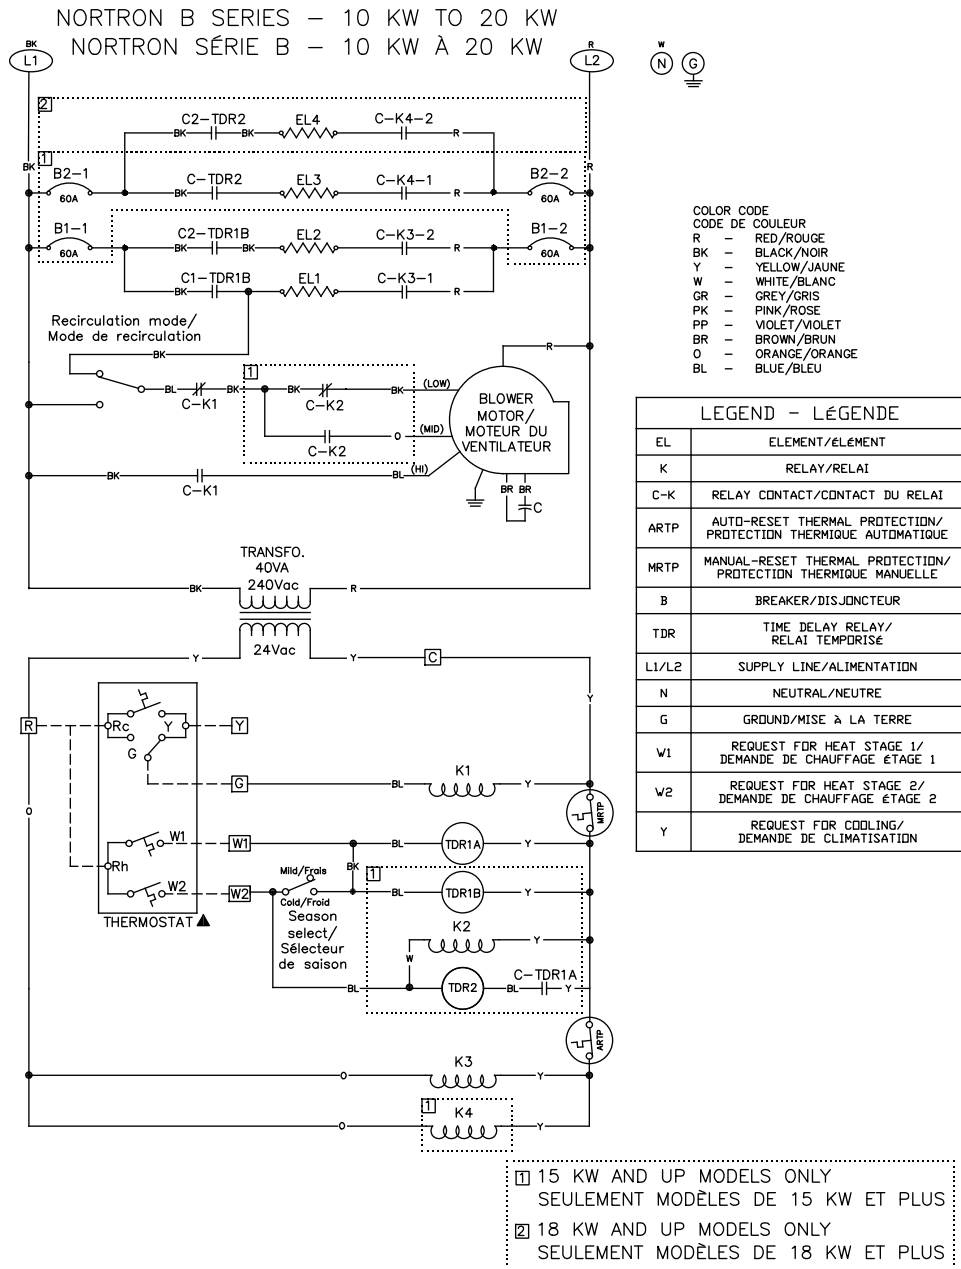 NORTRON B SERIES – 10 KW TO 20 KW
NORTRON SÉRIE B – 10 KW À 20 KW
BK
L1
R
L2
W
N
G
2
C2-TDR2
EL4
C-K4-2
BK
BK
R
1
BK
R
B2-1
60A
C-TDR2
EL3
C-K4-1
B2-2
60A
BK
R
B1-1
60A
C2-TDR1B
EL2
C-K3-2
B1-2
60A
BK
BK
R
C1-TDR1B
EL1
C-K3-1
BK
R
Recirculation mode/
Mode de recirculation
BK
R
1
BL
C-K1
BK
BK
C-K2
BK
(LOW)
C-K2
O
(MID)
BLOWER
MOTOR/
MOTEUR DU
VENTILATEUR
BK
C-K1
BL
(HI)
BR
BR
C
TRANSFO.
40VA
240Vac
BK
R
24Vac
Y
Y
C
Y
R
Rc
Y
Y
G
G
BL
K1
Y
MRTP
O
W1
W1
BL
TDR1A
Y
Rh
BK
W2
W2
Mild/Frais
Cold/Froid
Season
select/
Sélecteur
de saison
1
BL
TDR1B
Y
THERMOSTAT
K2
W
Y
BL
TDR2
BL
C-TDR1A
Y
ARTP
K3
O
Y
1
K4
O
Y
COLOR CODE
CODE DE COULEUR
R – RED/ROUGE
BK – BLACK/NOIR
Y – YELLOW/JAUNE
W – WHITE/BLANC
GR – GREY/GRIS
PK – PINK/ROSE
PP – VIOLET/VIOLET
BR – BROWN/BRUN
O – ORANGE/ORANGE
BL – BLUE/BLEU
LEGEND – LÉGENDE
EL ELEMENT/ÉLÉMENT
K RELAY/RELAI
C-K RELAY CONTACT/CONTACT DU RELAI
ARTP AUTO-RESET THERMAL PROTECTION/
PROTECTION THERMIQUE AUTOMATIQUE
MRTP MANUAL-RESET THERMAL PROTECTION/
PROTECTION THERMIQUE MANUELLE
B BREAKER/DISJONCTEUR
TDR TIME DELAY RELAY/
RELAI TEMPORISÉ
L1/L2 SUPPLY LINE/ALIMENTATION
N NEUTRAL/NEUTRE
G GROUND/MISE À LA TERRE
W1 REQUEST FOR HEAT STAGE 1/
DEMANDE DE CHAUFFAGE ÉTAGE 1
W2 REQUEST FOR HEAT STAGE 2/
DEMANDE DE CHAUFFAGE ÉTAGE 2
Y REQUEST FOR COOLING/
DEMANDE DE CLIMATISATION
1 15 KW AND UP MODELS ONLY
SEULEMENT MODÈLES DE 15 KW ET PLUS
2 18 KW AND UP MODELS ONLY
SEULEMENT MODÈLES DE 18 KW ET PLUS